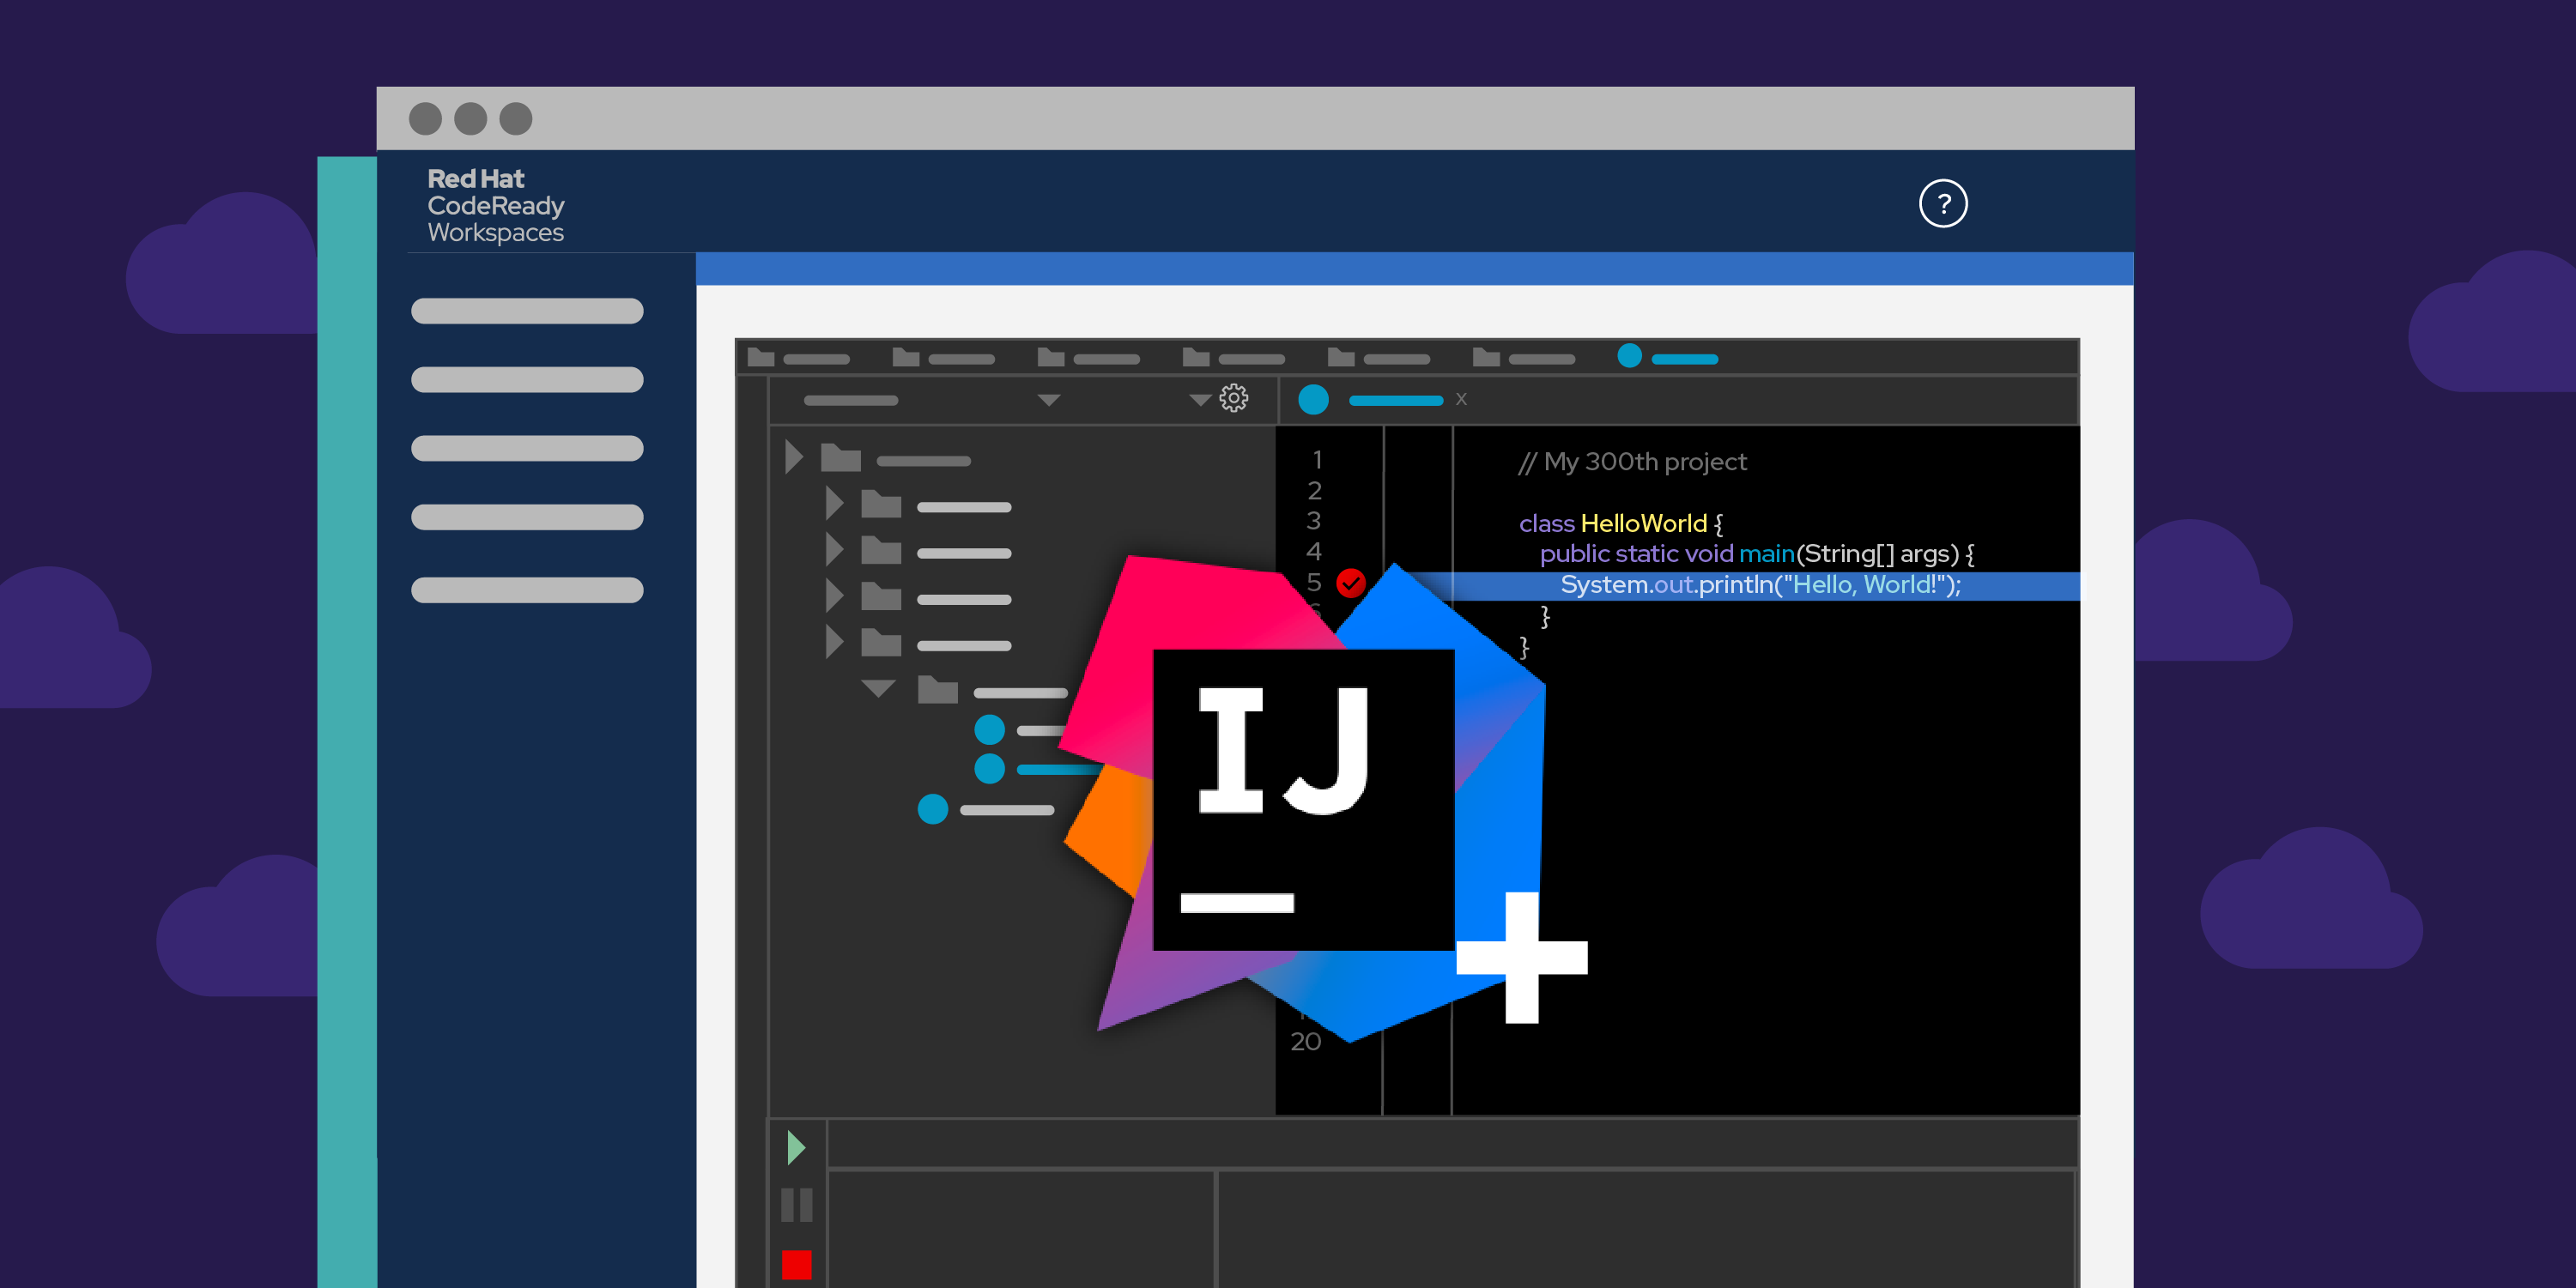 Red Hat
CodeReady
Workspaces
?
x
1
2
3
4
5
20
// My 300th project
class HelloWorld {
public static void main(String[] args) {
System.out.println("Hello, World!");
}
}
IJ